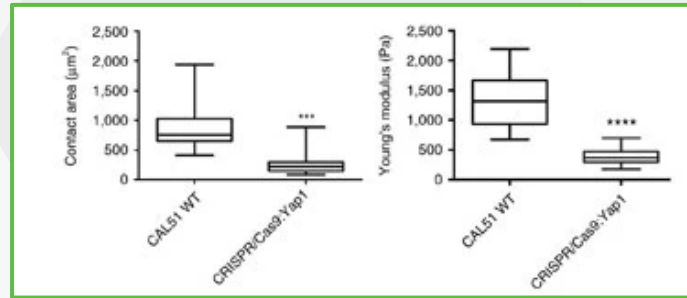 Contact area (μm²)
2,500
2,000
1,500
1,000
500
0
***
CAL51 WT
CRISPR/Cas9:Yap1
Young's modulus (Pa)
2,500
2,000
1,500
1,000
500
0
****
CAL51 WT
CRISPR/Cas9:Yap1